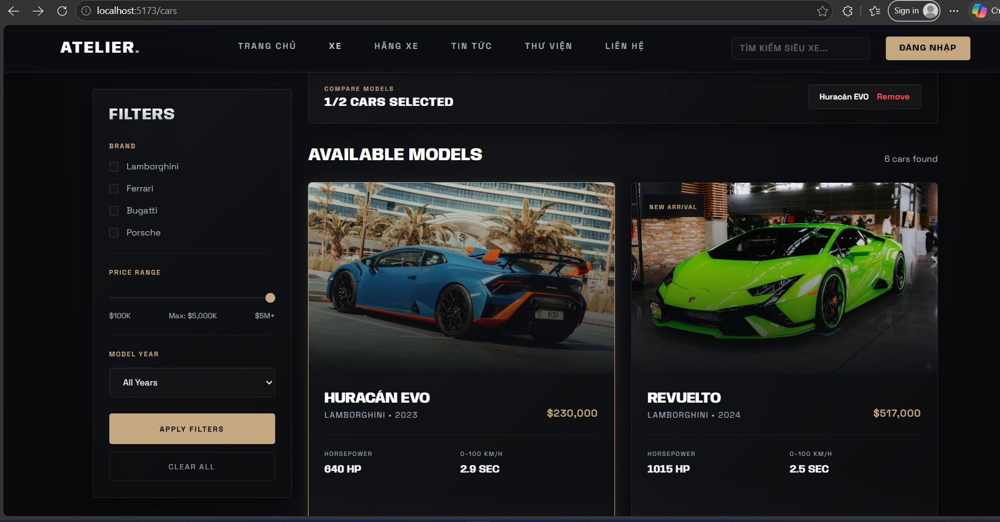 localhost:5173/cars
Sign in
Ch
ATELIER.
TRANG CHỦ
XE
HÃNG XE
TIN TỨC
THƯ VIỆN
LIÊN HỆ
TÌM KIẾM SIÊU XE...
ĐĂNG NHẬP
FILTERS
BRAND
Lamborghini
Ferrari
Bugatti
Porsche
PRICE RANGE
$100K
Max: $5,000K
$5M+
MODEL YEAR
All Years
APPLY FILTERS
CLEAR ALL
COMPARE MODELS
1/2 CARS SELECTED
Huracán EVO Remove
AVAILABLE MODELS
6 cars found
91264
HURACÁN EVO
LAMBORGHINI • 2023
$230,000
HORSEPOWER
640 HP
0-100 KM/H
2.9 SEC
NEW ARRIVAL
REVUELTO
LAMBORGHINI • 2024
$517,000
HORSEPOWER
1015 HP
0-100 KM/H
2.5 SEC